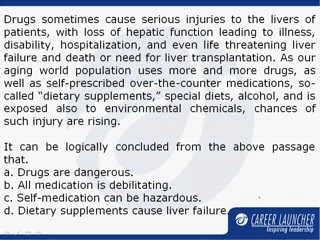 Drugs sometimes cause serious injuries to the livers of
patients, with loss of hepatic function leading to illness,
disability, hospitalization, and even life threatening liver
failure and death or need for liver transplantation. As our
aging world population uses more and more drugs, as
well as self-prescribed over-the-counter medications, so-
called “dietary supplements,” special diets, alcohol, and is
exposed also to environmental chemicals, chances of
such injury are rising.
It can be logically concluded from the above passage
that.
a. Drugs are dangerous.
b. All medication is debilitating.
c. Self-medication can be hazardous.
d. Dietary supplements cause liver failure.
CAREER LAUNCHER
Inspiring leadership